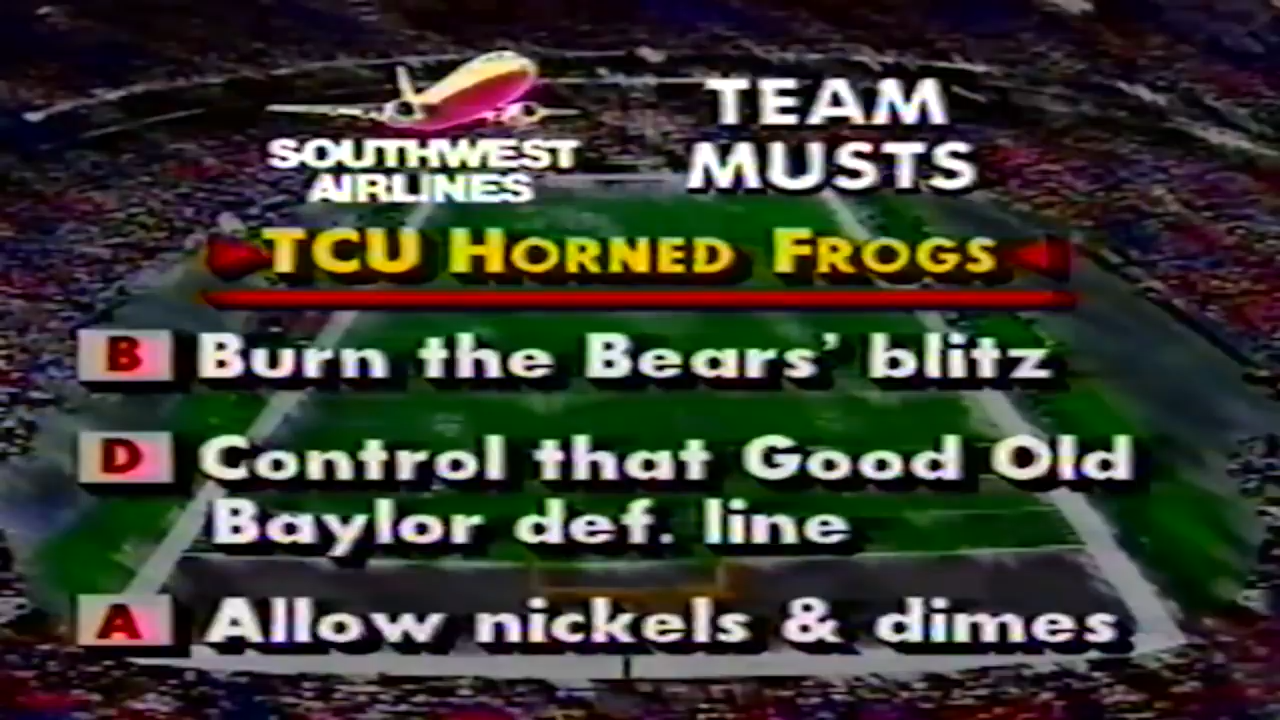 SOUTHWEST
AIRLINES
TEAM
MUSTS
TCU HORNED FROGS
B Burn the Bears' blitz
D Control that Good Old
Baylor def. line
A Allow nickels & dimes